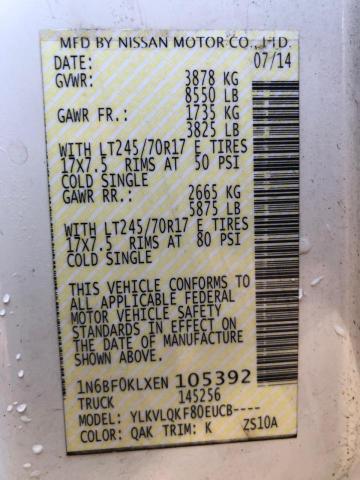 MFD BY NISSAN MOTOR CO., LTD.
DATE: 07/14
GVWR: 3878 KG
8550 LB
GAWR FR.: 1735 KG
3825 LB
WITH LT245/70R17 E TIRES
17X7.5 RIMS AT 50 PSI
COLD SINGLE
GAWR RR.: 2665 KG
5875 LB
WITH LT245/70R17 E TIRES
17X7.5 RIMS AT 80 PSI
COLD SINGLE
THIS VEHICLE CONFORMS TO
ALL APPLICABLE FEDERAL
MOTOR VEHICLE SAFETY
STANDARDS IN EFFECT ON
THE DATE OF MANUFACTURE
SHOWN ABOVE.
1N6BF0KLXEN 105392
TRUCK 145256
MODEL: YLKVLQKF80EUCB----
COLOR: QAK TRIM: K ZS10A